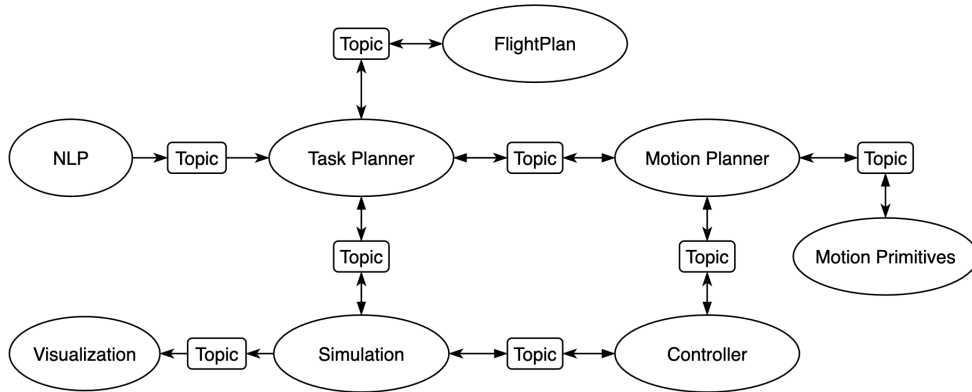 Topic
FlightPlan
NLP
Topic
Task Planner
Topic
Motion Planner
Topic
Topic
Topic
Motion Primitives
Visualization
Topic
Simulation
Topic
Controller